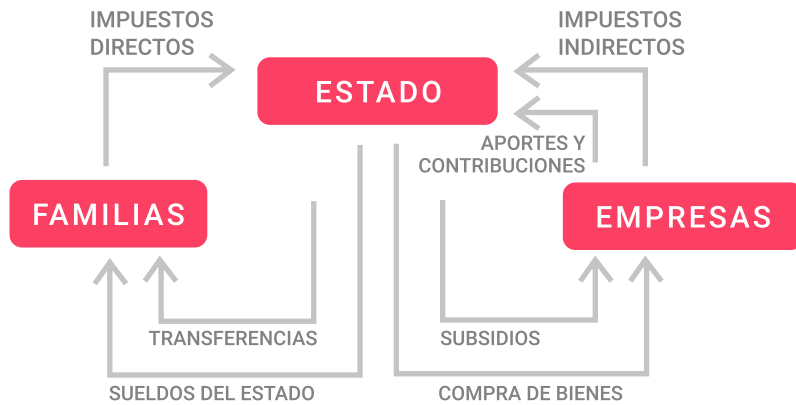 IMPUESTOS
DIRECTOS
IMPUESTOS
INDIRECTOS
ESTADO
APORTES Y
CONTRIBUCIONES
FAMILIAS
EMPRESAS
TRANSFERENCIAS
SUBSIDIOS
SUELDOS DEL ESTADO
COMPRA DE BIENES